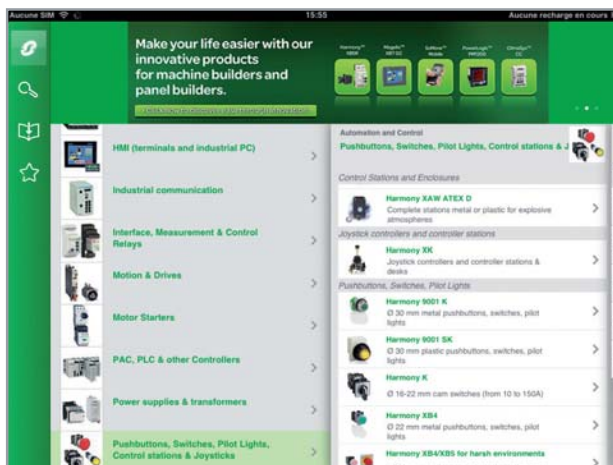 Aucune SIM
15:55
Aucune recharge en cours
Make your life easier with our
innovative products
for machine builders and
panel builders.
Harmony™
XB5R
Magelis™
SoMove™
Mobile
PowerLogic™
HMI (terminals and industrial PC)
Industrial communication
Interface, Measurement & Control
Relays
Motion & Drives
Motor Starters
PAC, PLC & other Controllers
Power supplies & transformers
Pushbuttons, Switches, Pilot Lights,
Control stations & Joysticks
Automation and Control
Pushbuttons, Switches, Pilot Lights, Control stations & J
Control Stations and Enclosures
Harmony XAW ATEX D
Complete stations metal or plastic for explosive
atmospheres
Joystick controllers and controller stations
Harmony XK
Joystick controllers and controller stations &
desks
Pushbuttons, Switches, Pilot Lights
Harmony 9001 K
Ø 30 mm metal pushbuttons, switches, pilot
lights
Harmony 9001 SK
Ø 30 mm plastic pushbuttons, switches, pilot
lights
Harmony K
Ø 16-22 mm cam switches (from 10 to 150A)
Harmony XB4
Ø 22 mm metal pushbuttons, switches, pilot
lights
Harmony XB4/XB5 for harsh environments